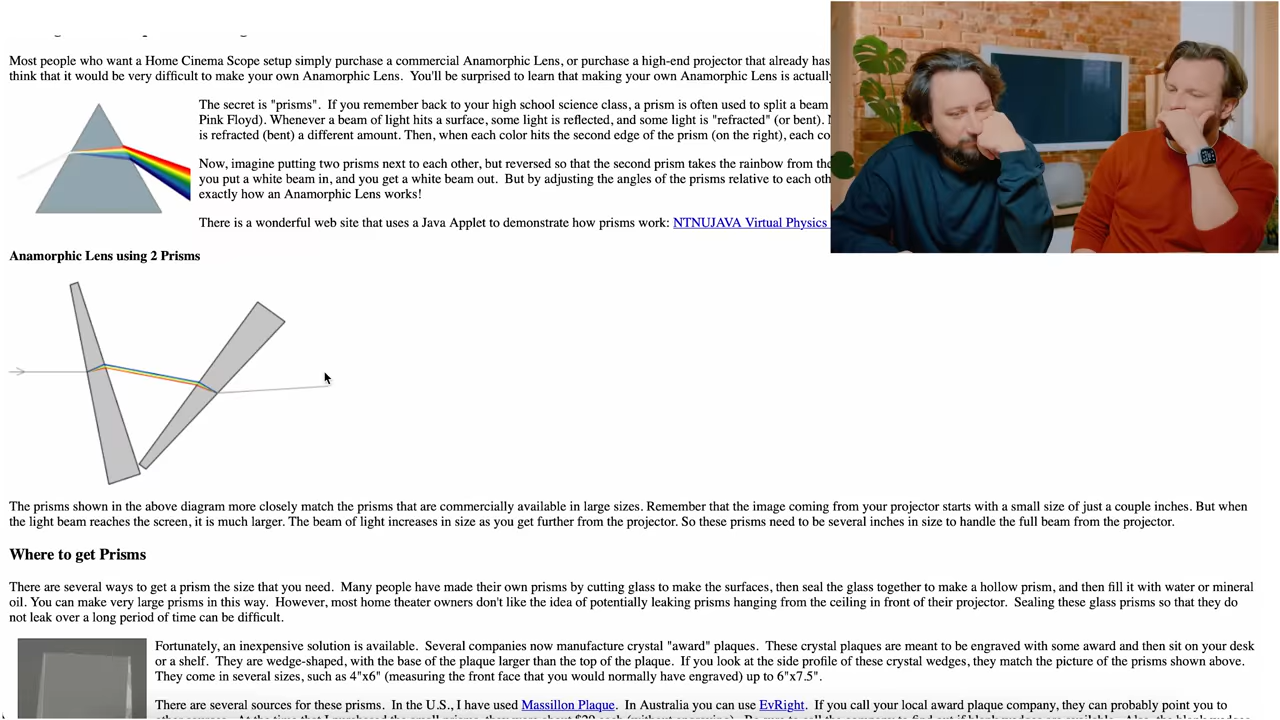 Most people who want a Home Cinema Scope setup simply purchase a commercial Anamorphic Lens, or purchase a high-end projector that already has
think that it would be very difficult to make your own Anamorphic Lens. You'll be surprised to learn that making your own Anamorphic Lens is actually
The secret is "prisms". If you remember back to your high school science class, a prism is often used to split a beam
Pink Floyd). Whenever a beam of light hits a surface, some light is reflected, and some light is "refracted" (or bent).
is refracted (bent) a different amount. Then, when each color hits the second edge of the prism (on the right), each
Now, imagine putting two prisms next to each other, but reversed so that the second prism takes the rainbow from the
you put a white beam in, and you get a white beam out. But by adjusting the angles of the prisms relative to each
exactly how an Anamorphic Lens works!
There is a wonderful web site that uses a Java Applet to demonstrate how prisms work: NTNUJAVA Virtual Physics
Anamorphic Lens using 2 Prisms
The prisms shown in the above diagram more closely match the prisms that are commercially available in large sizes. Remember that the image coming from your projector starts with a small size of just a couple inches. But when
the light beam reaches the screen, it is much larger. The beam of light increases in size as you get further from the projector. So these prisms need to be several inches in size to handle the full beam from the projector.
Where to get Prisms
There are several ways to get a prism the size that you need. Many people have made their own prisms by cutting glass to make the surfaces, then seal the glass together to make a hollow prism, and then fill it with water or mineral
oil. You can make very large prisms in this way. However, most home theater owners don't like the idea of potentially leaking prisms hanging from the ceiling in front of their projector. Sealing these glass prisms so that they do
not leak over a long period of time can be difficult.
Fortunately, an inexpensive solution is available. Several companies now manufacture crystal "award" plaques. These crystal plaques are meant to be engraved with some award and then sit on your desk
or a shelf. They are wedge-shaped, with the base of the plaque larger than the top of the plaque. If you look at the side profile of these crystal wedges, they match the picture of the prisms shown above.
They come in several sizes, such as 4"x6" (measuring the front face that you would normally have engraved) up to 6"x7.5".
There are several sources for these prisms. In the U.S., I have used Massillon Plaque. In Australia you can use EvRight. If you call your local award plaque company, they can probably point you to